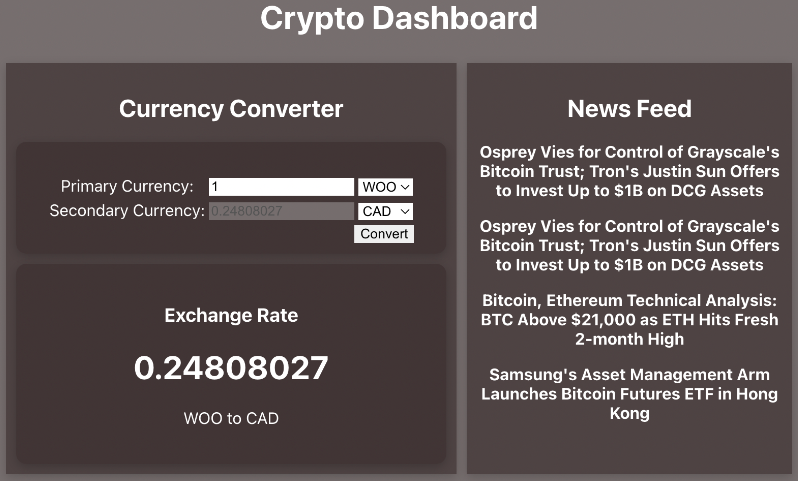 Crypto Dashboard
Currency Converter
Primary Currency: 1 WOO
Secondary Currency: 0.24808027 CAD
Convert
Exchange Rate
0.24808027
WOO to CAD
News Feed
Osprey Vies for Control of Grayscale's
Bitcoin Trust; Tron's Justin Sun Offers
to Invest Up to $1B on DCG Assets
Osprey Vies for Control of Grayscale's
Bitcoin Trust; Tron's Justin Sun Offers
to Invest Up to $1B on DCG Assets
Bitcoin, Ethereum Technical Analysis:
BTC Above $21,000 as ETH Hits Fresh
2-month High
Samsung's Asset Management Arm
Launches Bitcoin Futures ETF in Hong
Kong